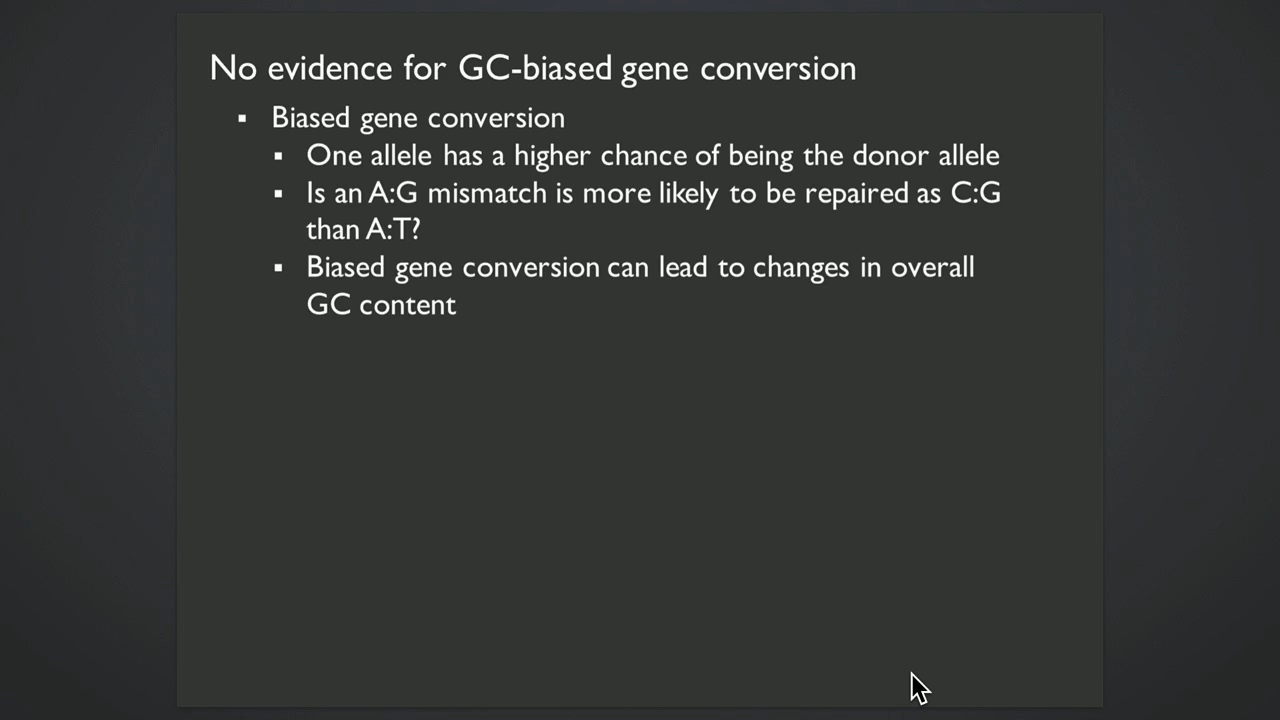 No evidence for GC-biased gene conversion
▪ Biased gene conversion
▪ One allele has a higher chance of being the donor allele
▪ Is an A:G mismatch is more likely to be repaired as C:G
than A:T?
▪ Biased gene conversion can lead to changes in overall
GC content